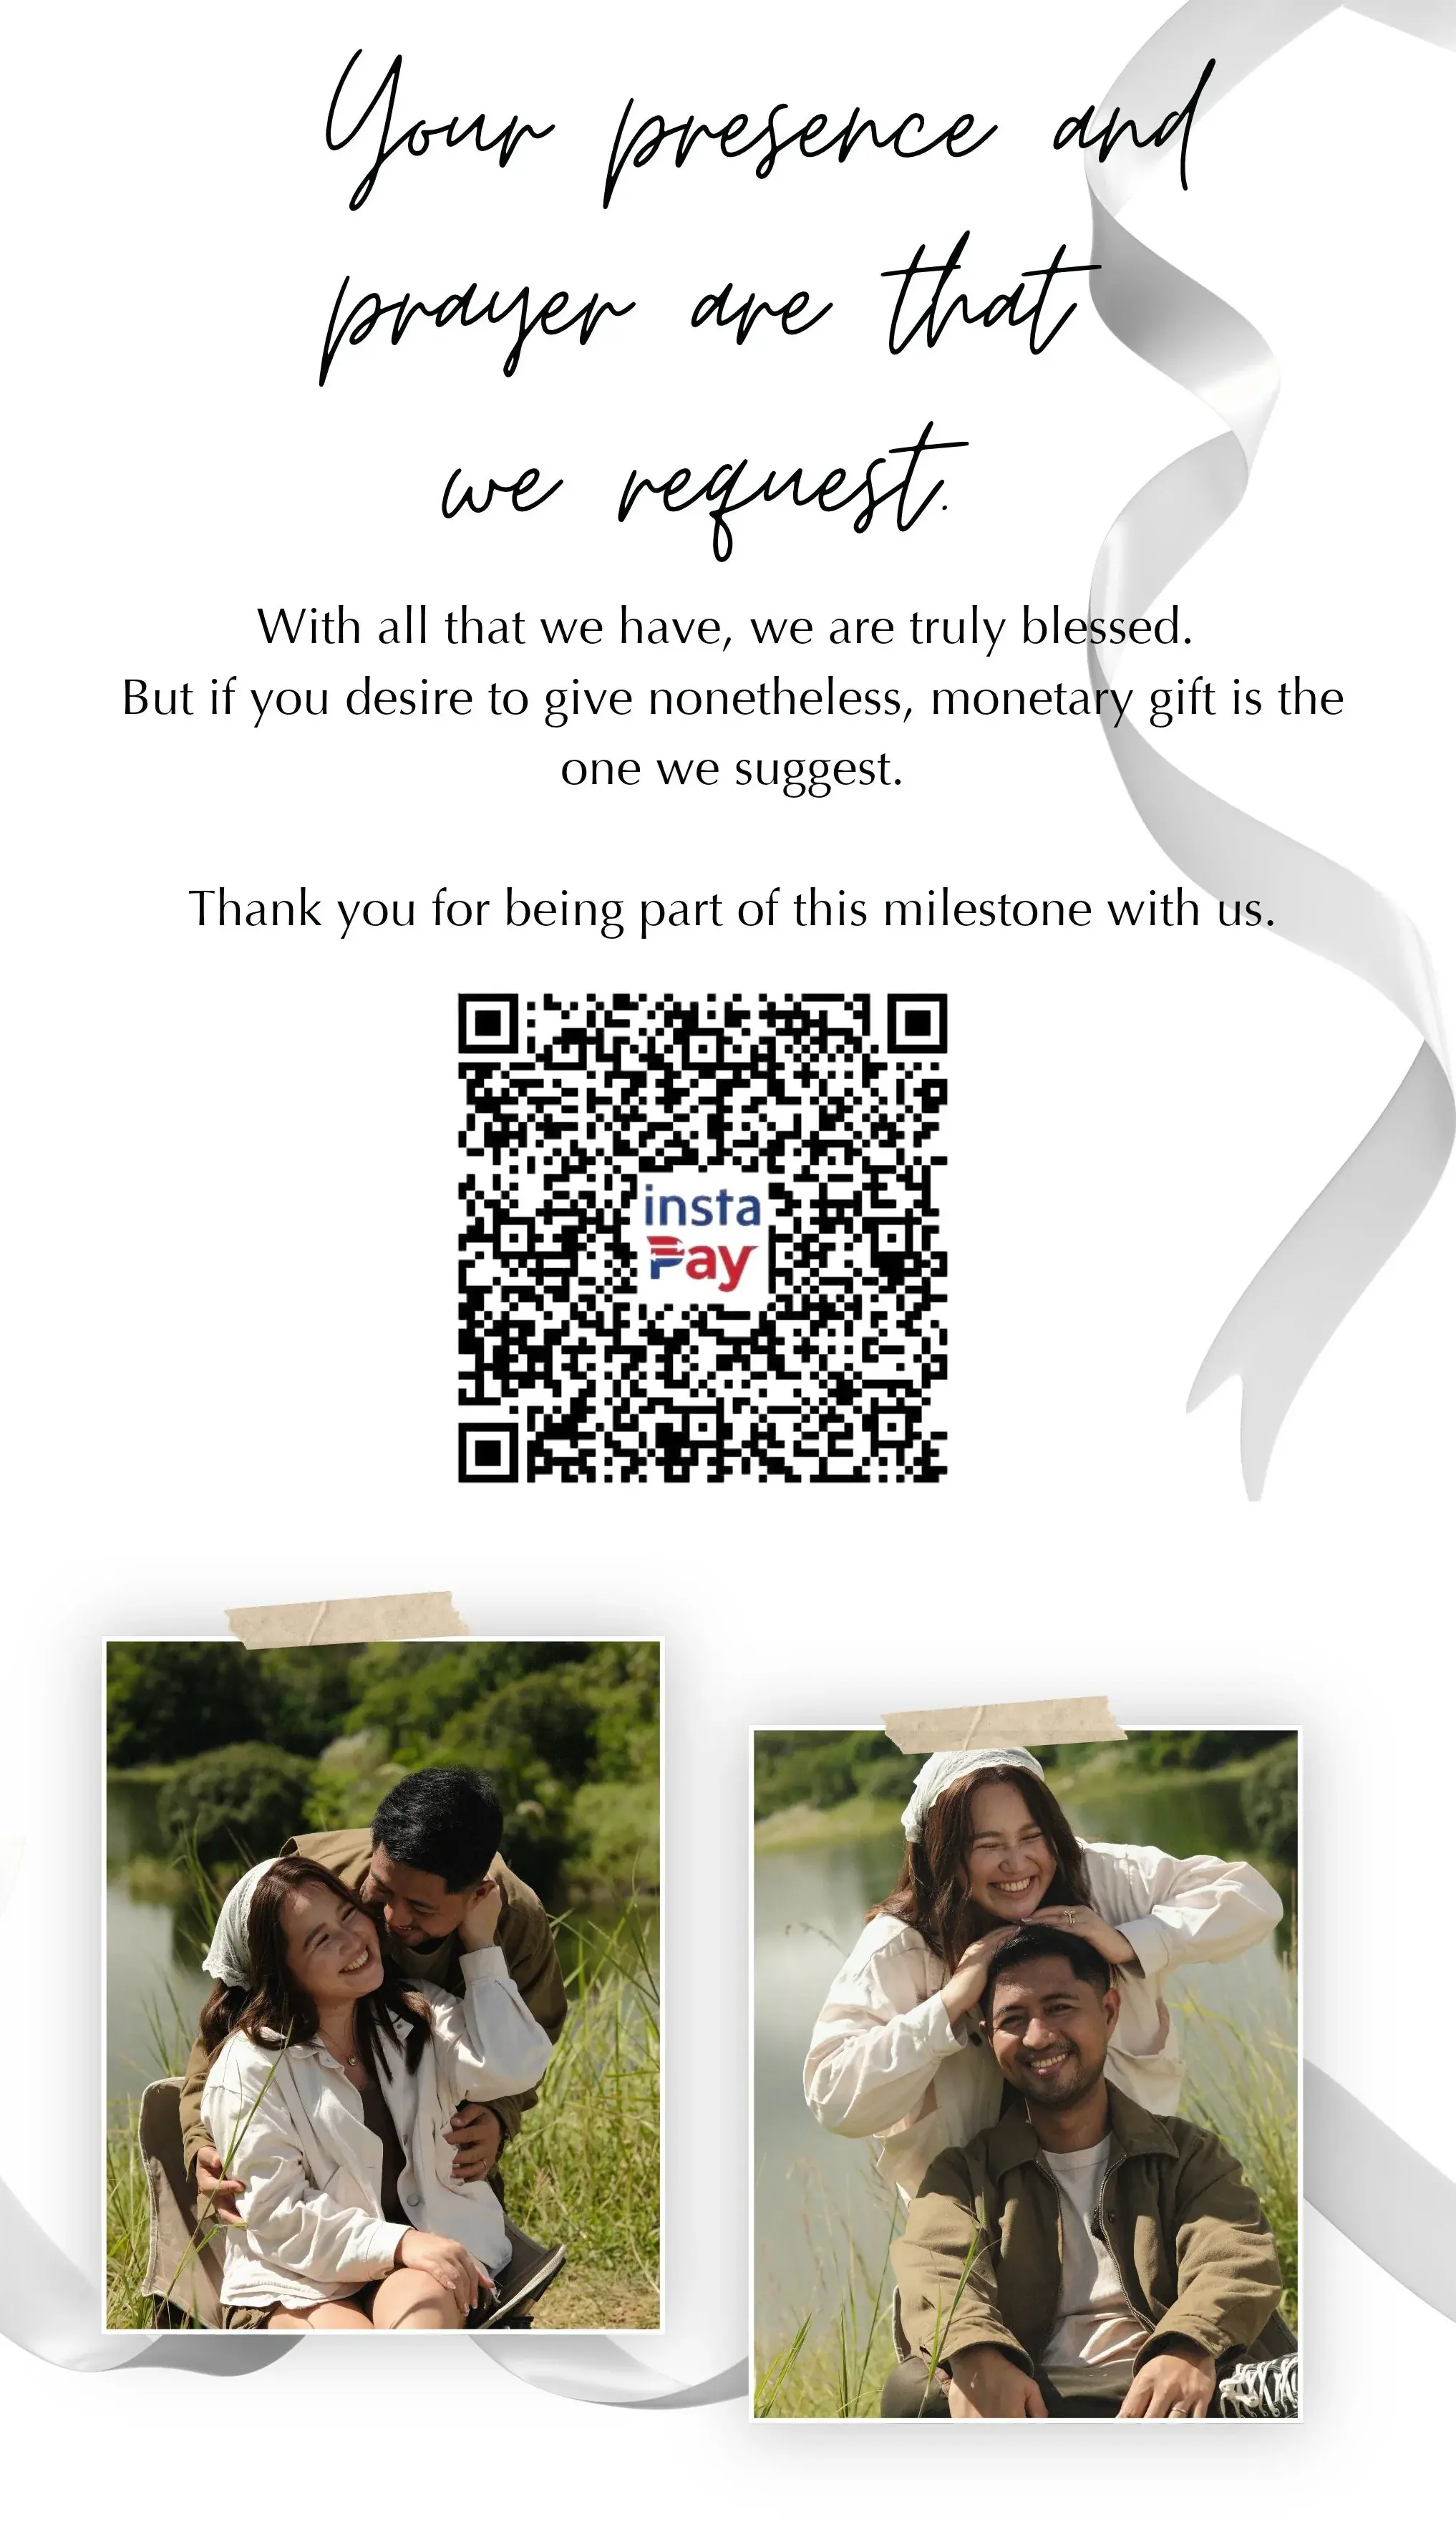 Your presence and
prayer are that
we request.
With all that we have, we are truly blessed.
But if you desire to give nonetheless, monetary gift is the
one we suggest.
Thank you for being part of this milestone with us.
insta
Pay